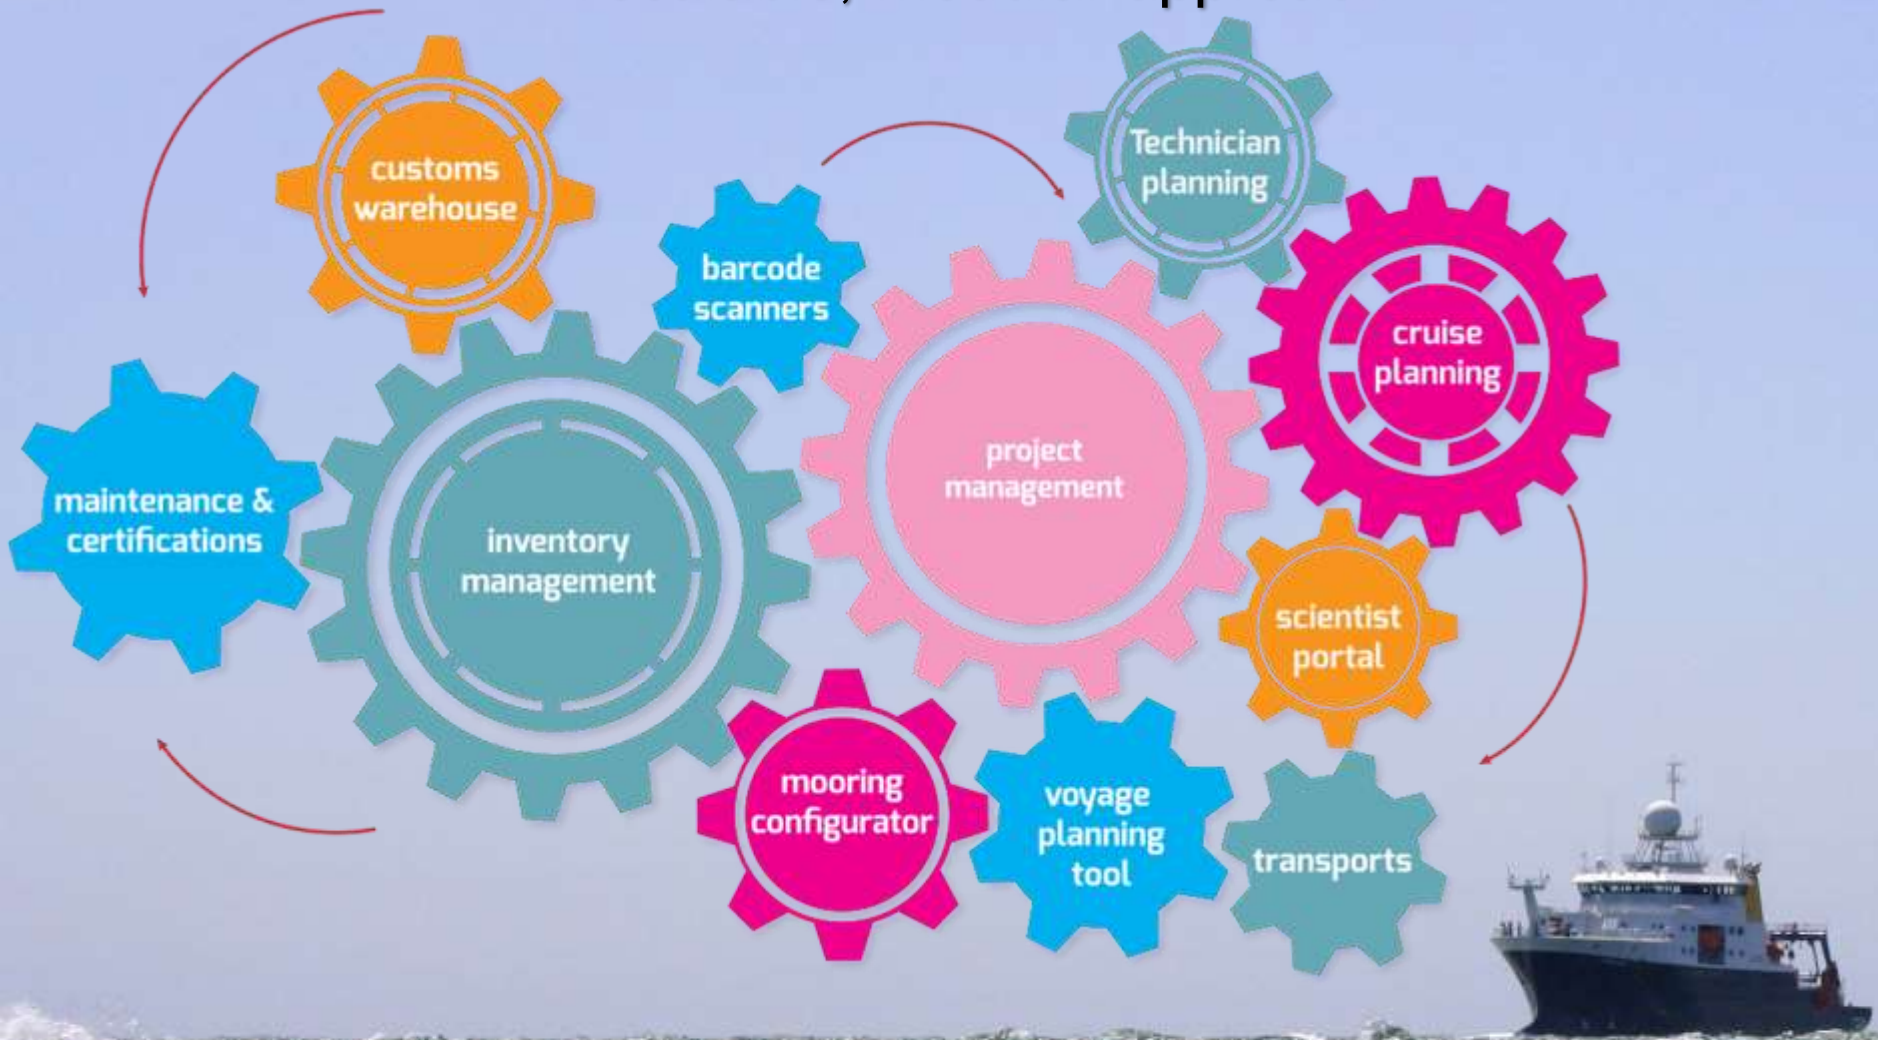 customs
warehouse
Technician
planning
barcode
scanners
cruise
planning
project
management
maintenance &
certifications
inventory
management
scientist
portal
mooring
configurator
voyage
planning
tool
transports